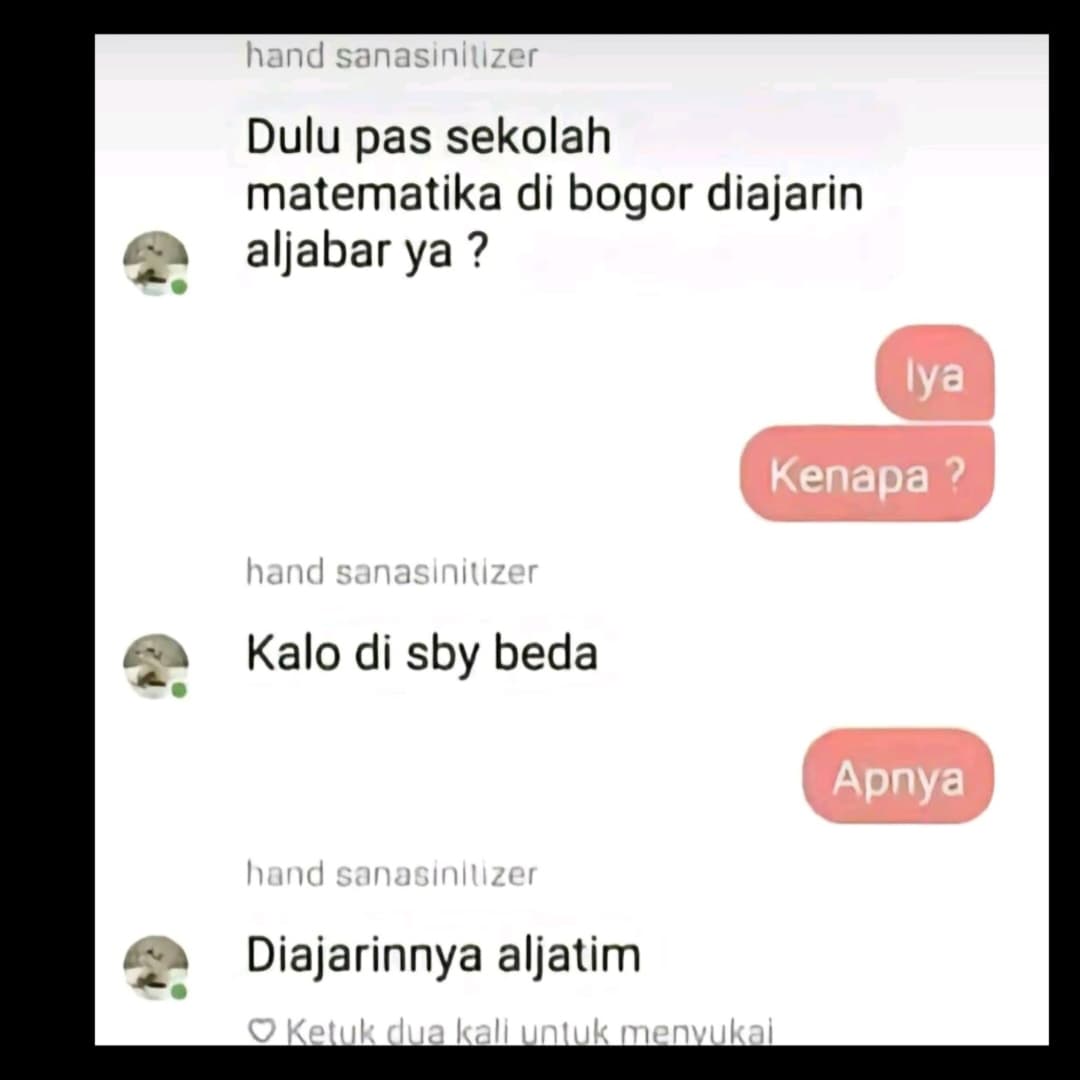 hand sanasinitizer
Dulu pas sekolah
matematika di bogor diajarin
aljabar ya ?
Iya
Kenapa ?
hand sanasinitizer
Kalo di sby beda
Apnya
hand sanasinitizer
Diajarinnya aljatim
♡ Ketuk dua kali untuk menyukai